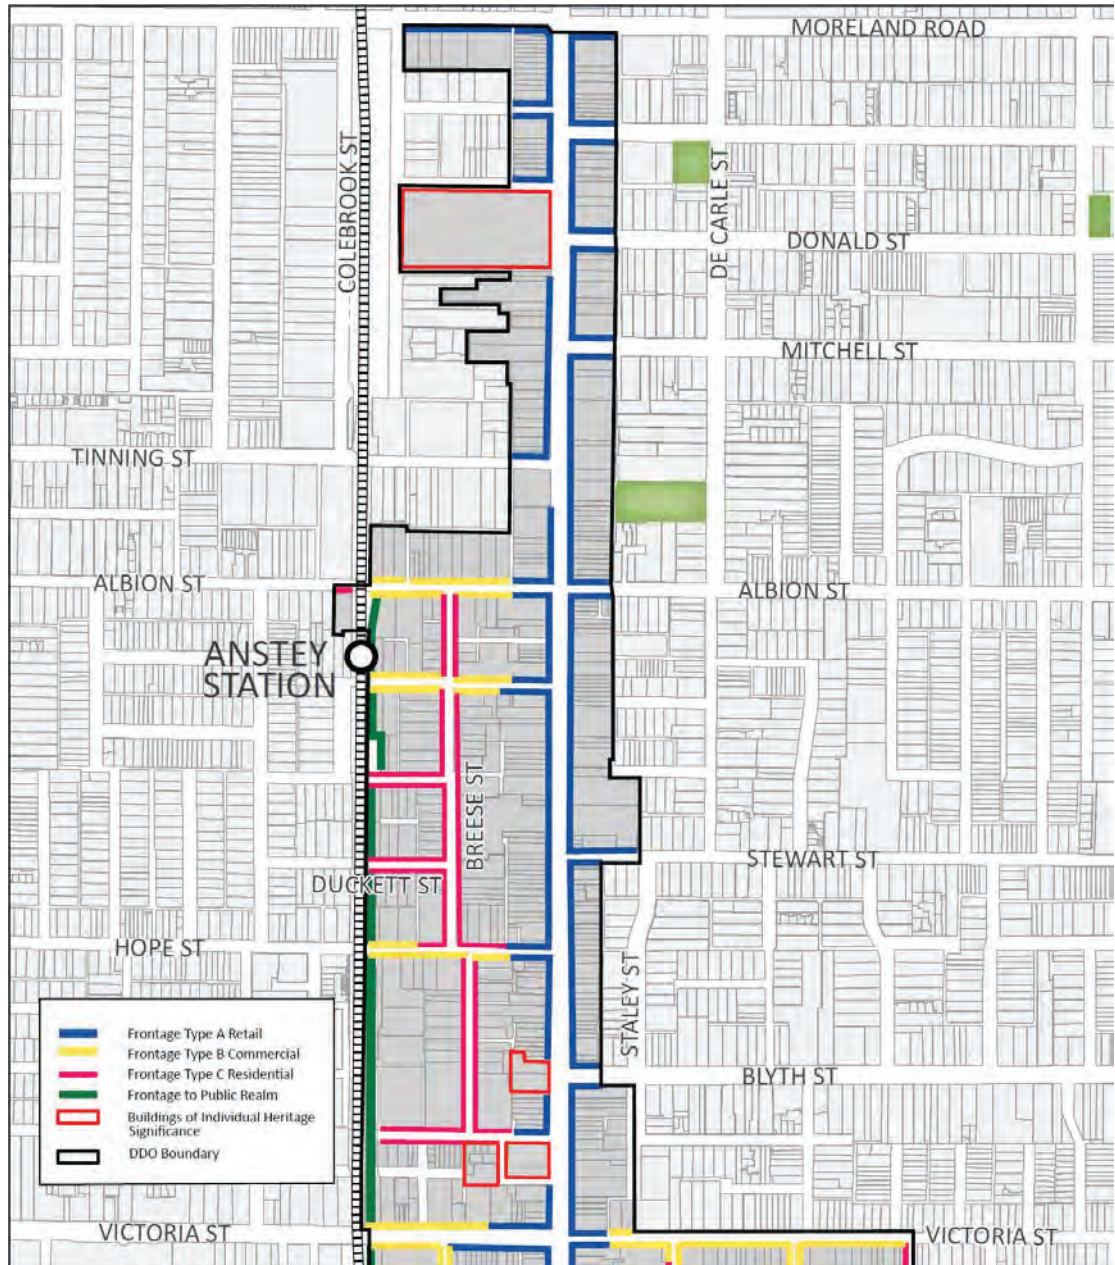 MORELAND ROAD
COLEBROOK ST
DE CARLE ST
DONALD ST
MITCHELL ST
TINNING ST
ALBION ST
ALBION ST
ANSTEY
STATION
BREESE ST
STEWART ST
DUCKETT ST
HOPE ST
STALEY ST
BLYTH ST
Frontage Type A Retail
Frontage Type B Commercial
Frontage Type C Residential
Frontage to Public Realm
Buildings of Individual Heritage
Significance
DDO Boundary
VICTORIA ST
VICTORIA ST